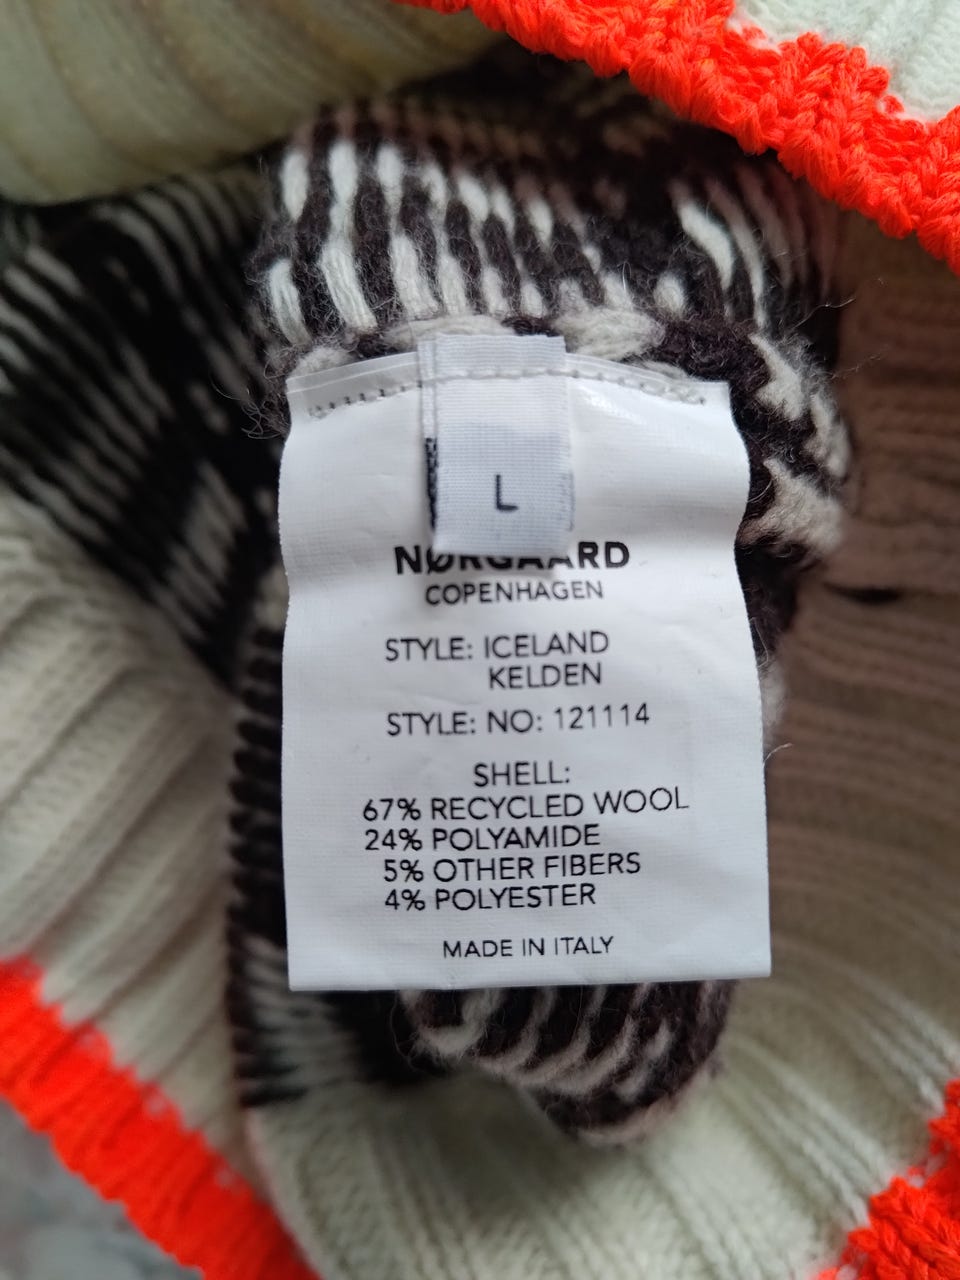 L
NØRGAARD
COPENHAGEN
STYLE: ICELAND
KELDEN
STYLE: NO: 121114
SHELL:
67% RECYCLED WOOL
24% POLYAMIDE
5% OTHER FIBERS
4% POLYESTER
MADE IN ITALY